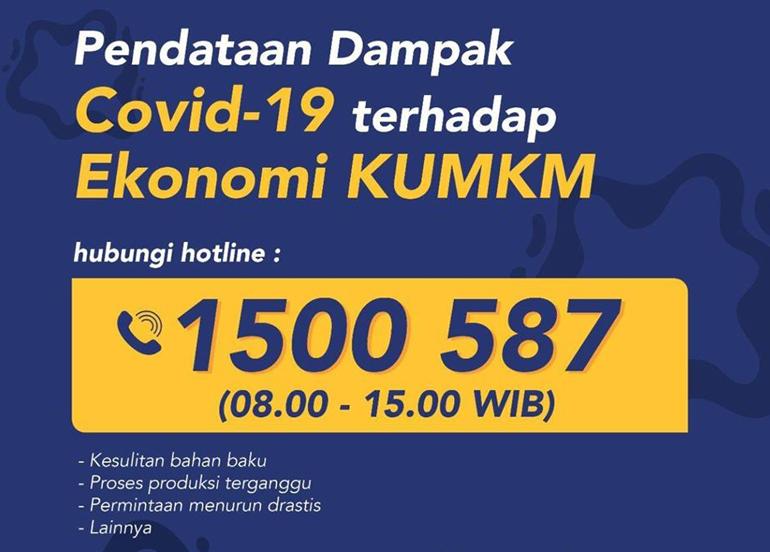 Pendataan Dampak
Covid-19 terhadap
Ekonomi KUMKM
hubungi hotline :
1500 587
(08.00 - 15.00 WIB)
- Kesulitan bahan baku
- Proses produksi terganggu
- Permintaan menurun drastis
- Lainnya